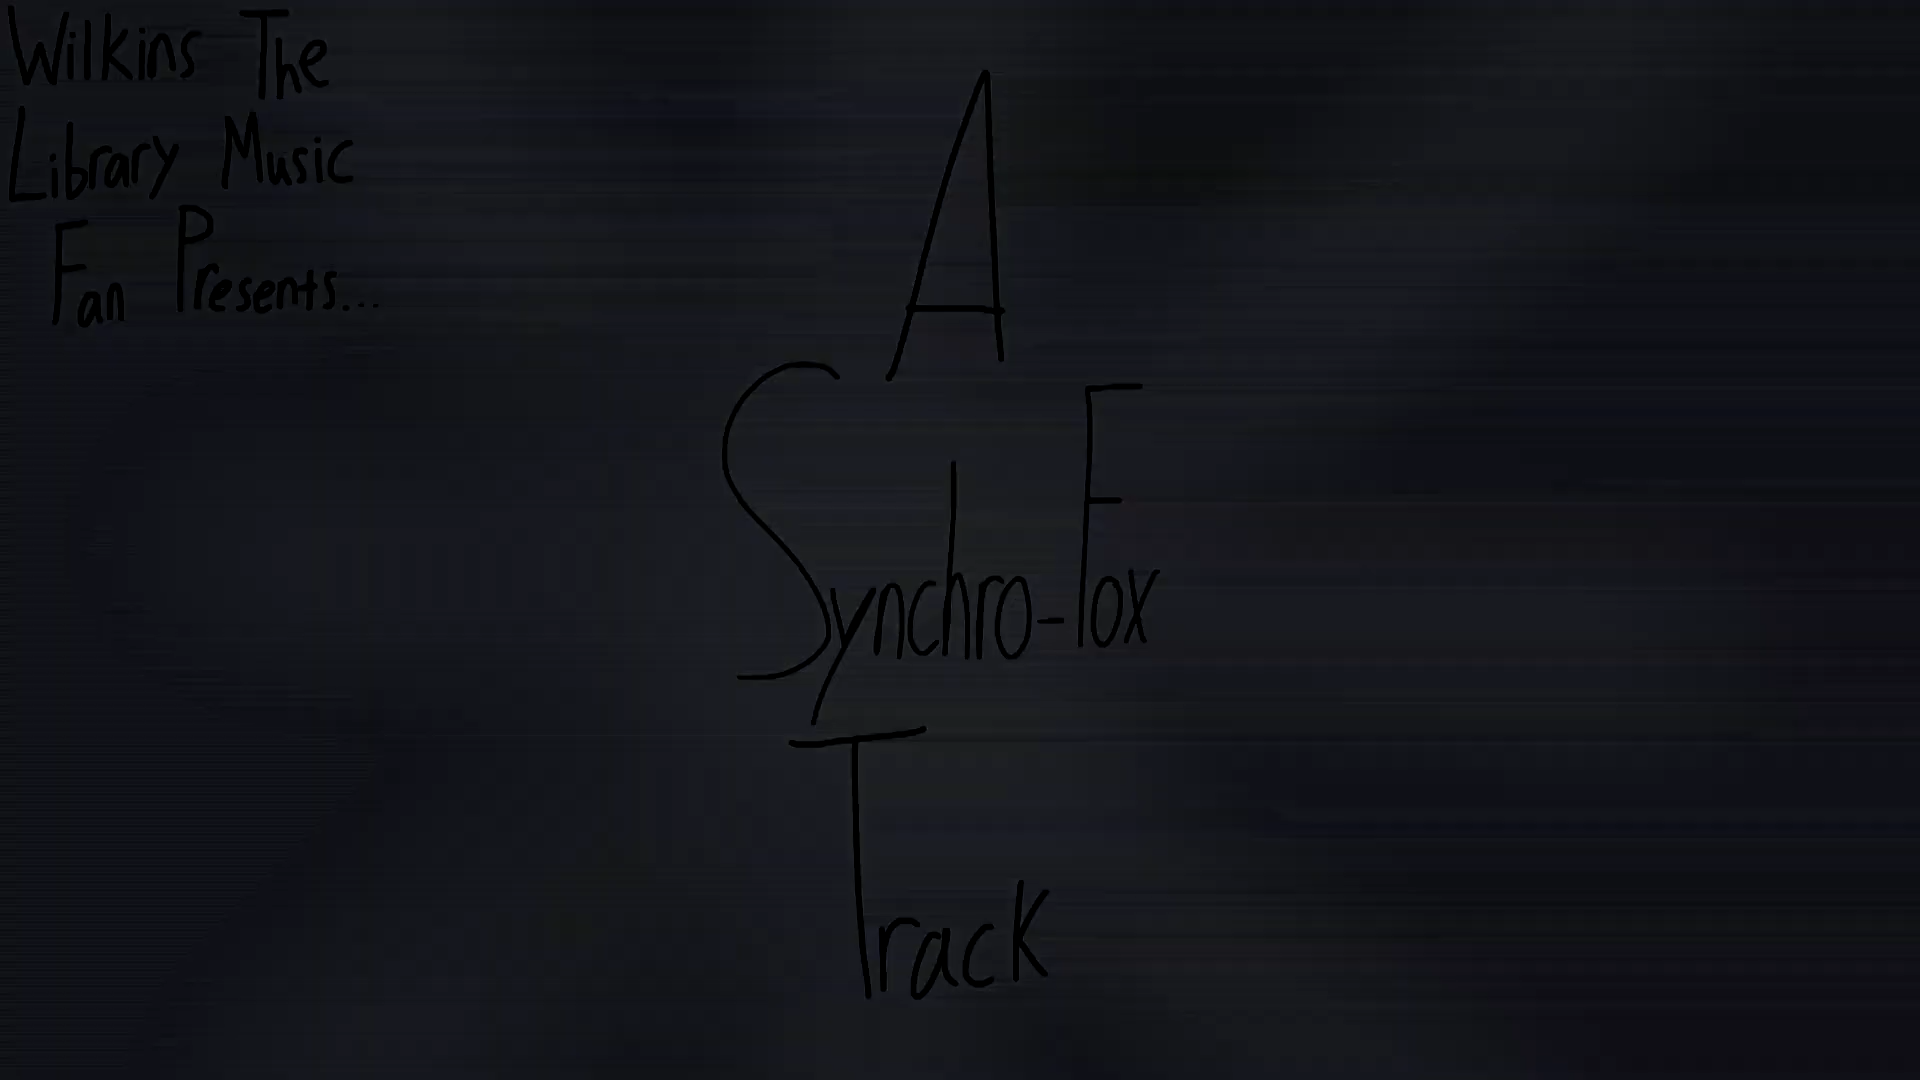 Wilkins The
Library Music
Fan Presents...
A
Synchro-Fox
Track